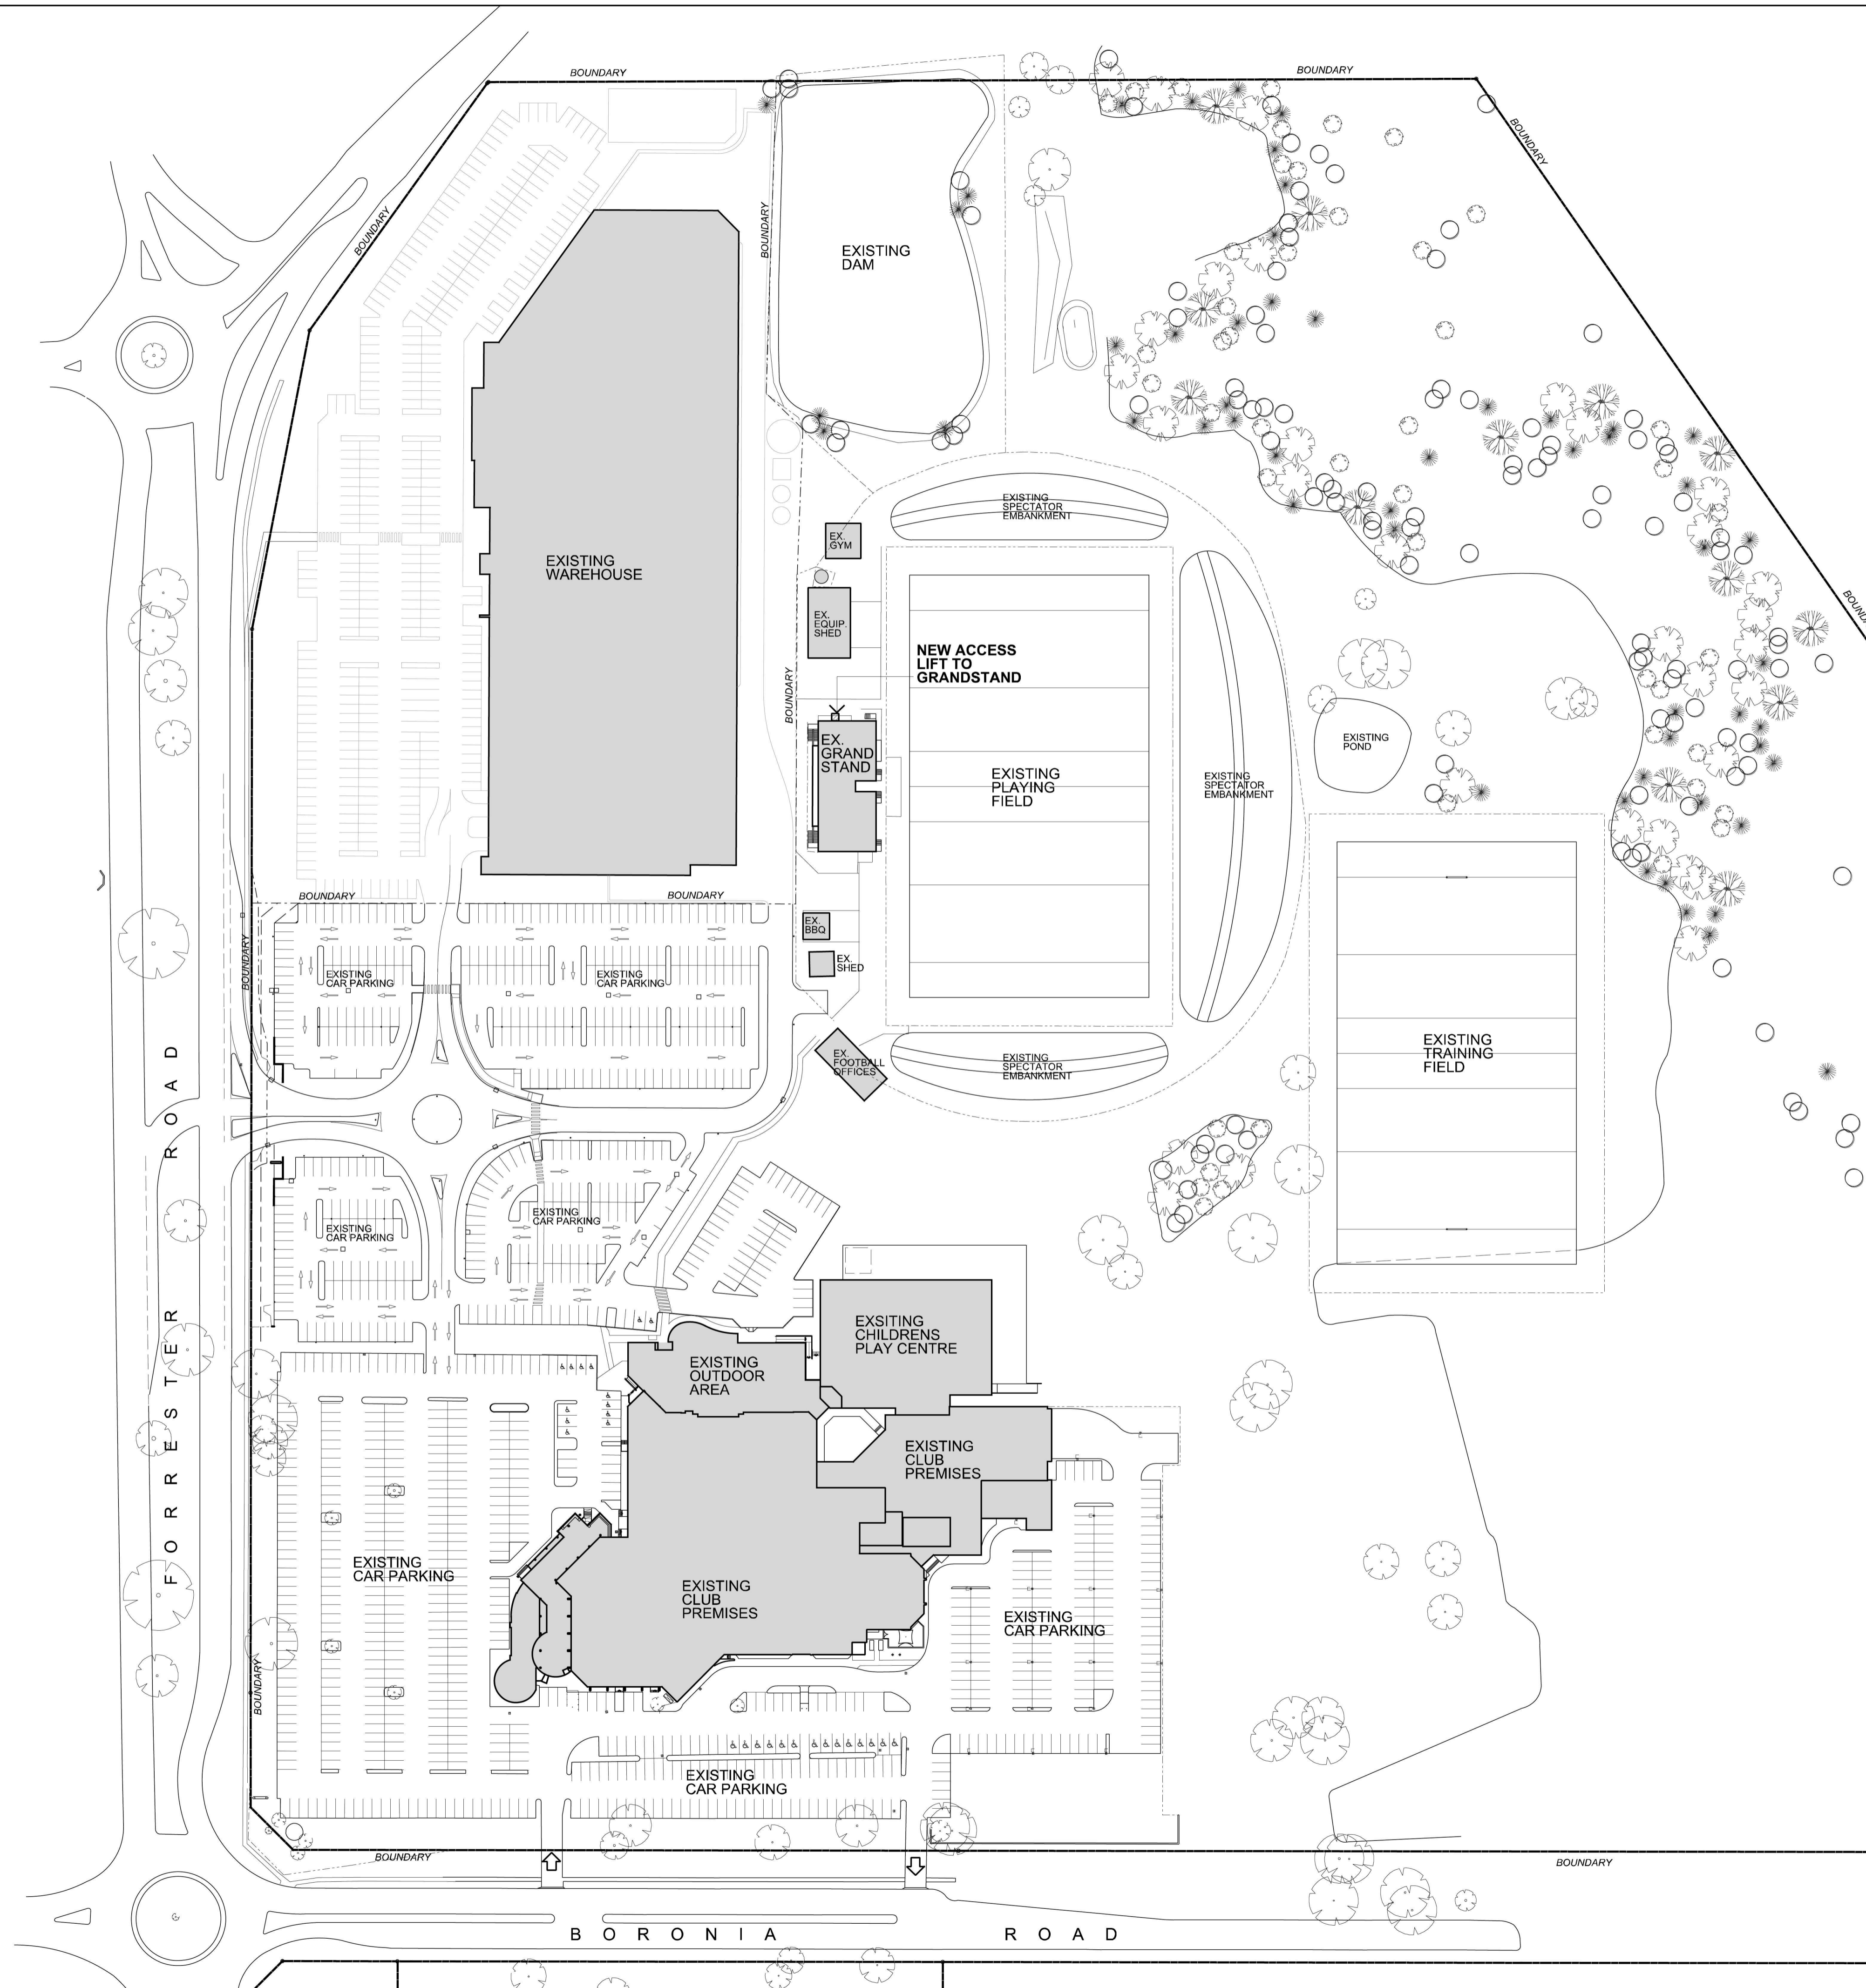 BOUNDARY
BOUNDARY
BOUNDARY
BOUNDARY
BOUNDARY
EXISTING
DAM
EXISTING
SPECTATOR
EMBANKMENT
EX.
GYM
EXISTING
WAREHOUSE
EX.
EQUIP.
SHED
NEW ACCESS
LIFT TO
GRANDSTAND
BOUNDARY
EX.
GRAND
STAND
EXISTING
PLAYING
FIELD
EXISTING
SPECTATOR
EMBANKMENT
EXISTING
POND
BOUNDARY
BOUNDARY
BOUNDARY
EX.
BBQ
EX.
SHED
EXISTING
CAR PARKING
EXISTING
CAR PARKING
EX.
FOOTBALL
OFFICES
EXISTING
SPECTATOR
EMBANKMENT
EXISTING
TRAINING
FIELD
FORRESTER ROAD
EXISTING
CAR PARKING
EXISTING
CAR PARKING
EXSITING
CHILDRENS
PLAY CENTRE
EXISTING
OUTDOOR
AREA
EXISTING
CLUB
PREMISES
EXISTING
CAR PARKING
EXISTING
CLUB
PREMISES
EXISTING
CAR PARKING
BOUNDARY
EXISTING
CAR PARKING
BOUNDARY
BOUNDARY
BORONIA ROAD